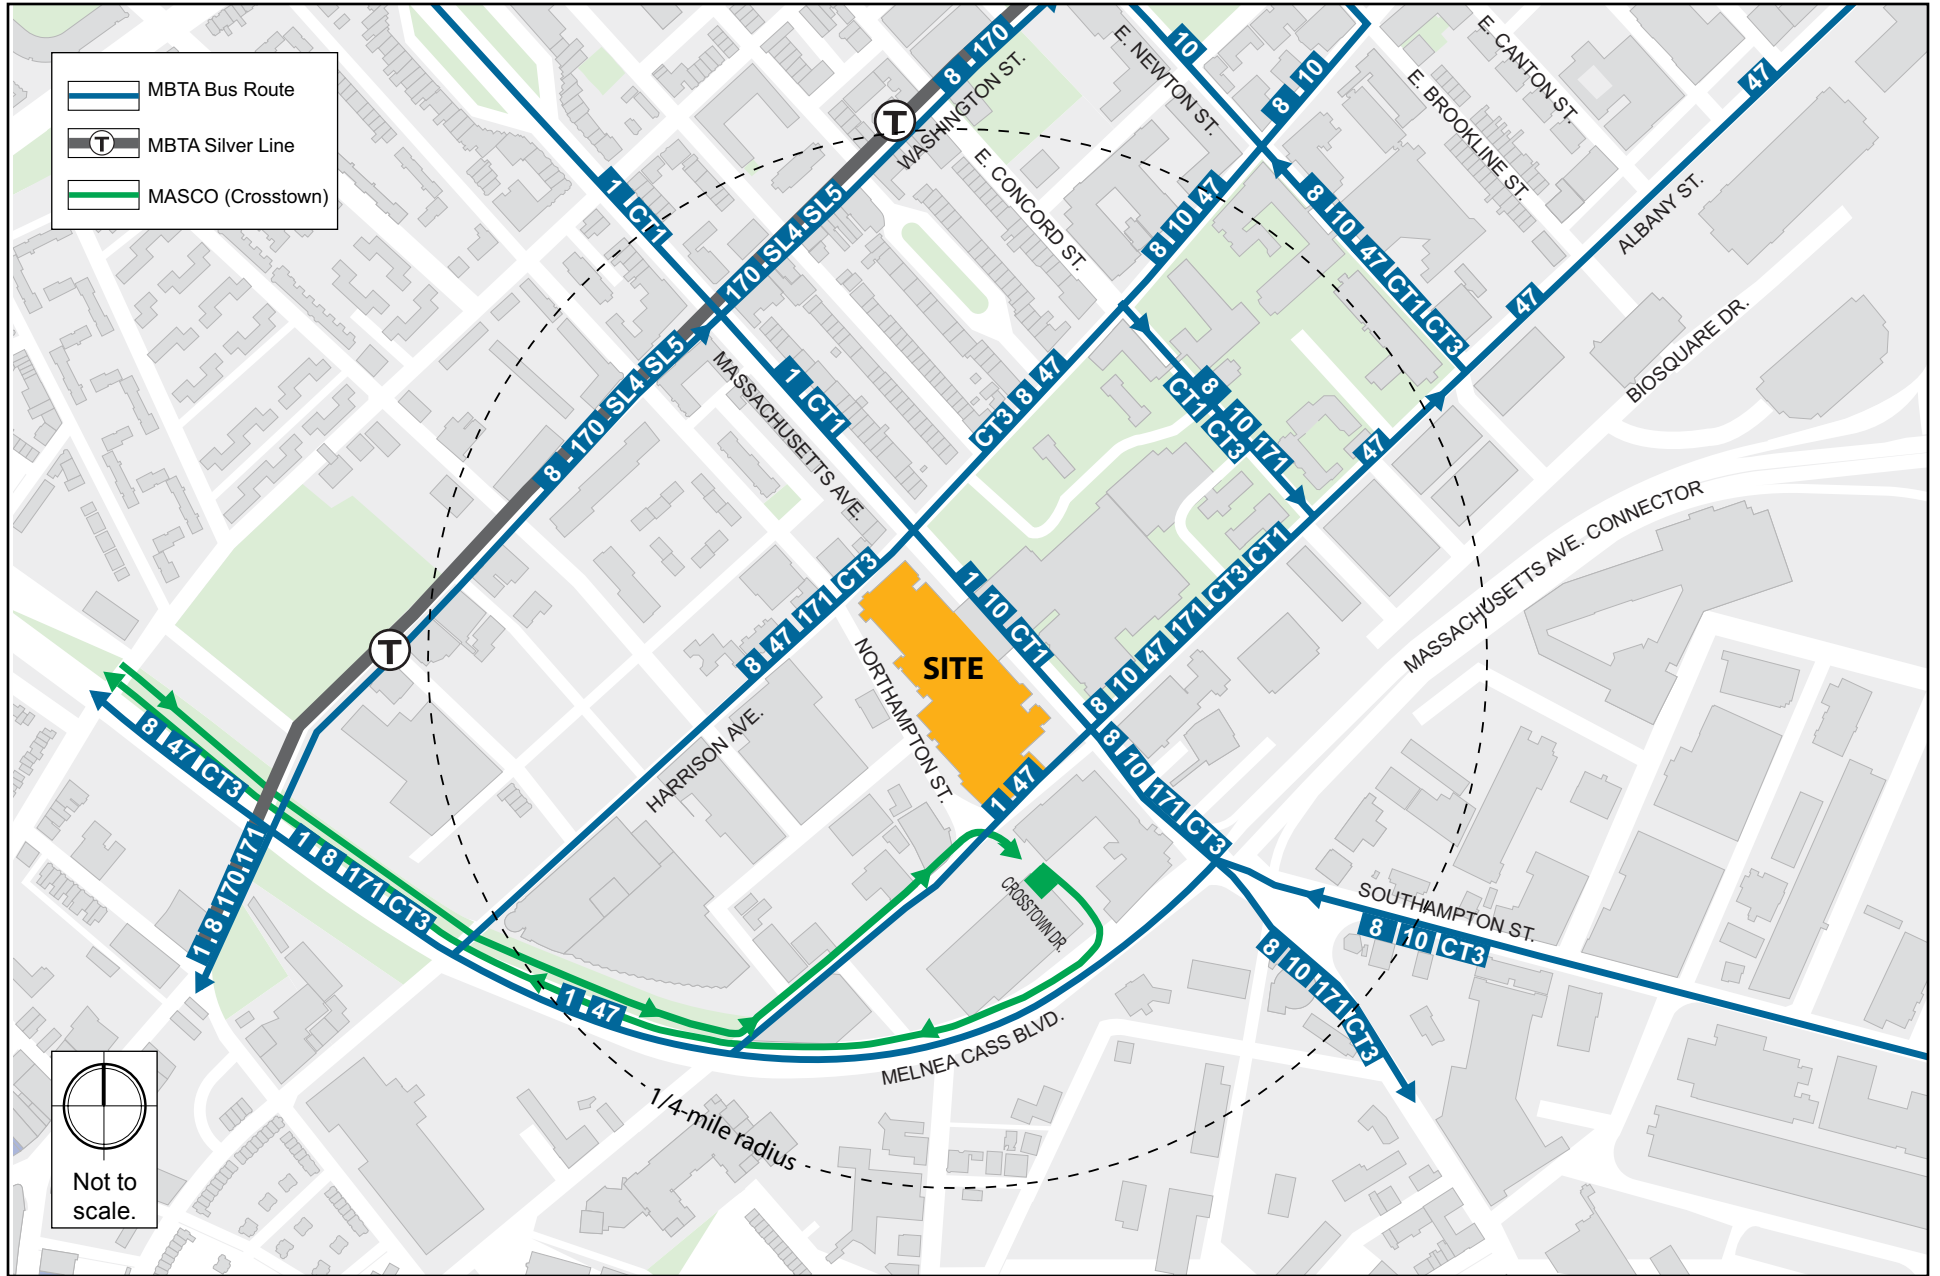 MBTA Bus Route
T MBTA Silver Line
MASCO (Crosstown)
8 170
WASHINGTON ST.
T
10
E. NEWTON ST.
8 10
E. CANTON ST.
E. BROOKLINE ST.
47
ALBANY ST.
1 CT1
170 SL4 SL5
E. CONCORD ST.
8 10 47
8 10 47 CT1 CT3
47
BIOSQUARE DR.
8 170 SL4 SL5
MASSACHUSETTS AVE.
1 CT1
CT3 8 47
8 10 171
CT1 CT3
47
MASSACHUSETTS AVE. CONNECTOR
8 47 171 CT3
1 10 CT1
8 10 47 171 CT3 CT1
T
SITE
NORTHAMPTON ST.
HARRISON AVE.
8 47 CT3
1 47
8 10 171 CT3
1 8 171 CT3
1 8 170 171
CROSSTOWN DR.
SOUTHAMPTON ST.
8 10 CT3
8 10 171 CT3
1 47
MELNEA CASS BLVD.
1/4-mile radius
Not to
scale.